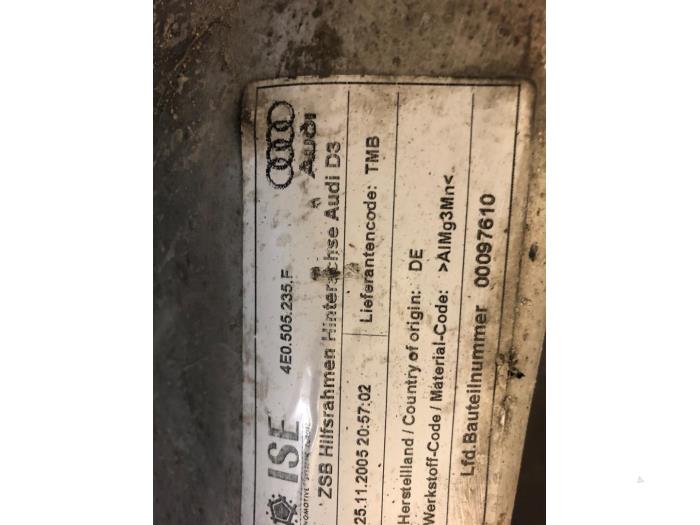 ISE
4E0.505.235.F
AUDI
ZSB Hilfsrahmen Hinterachse Audi D3
25.11.2005 20:57:02
Lieferantencode: TMB
Herstellland / Country of origin: DE
Werkstoff-Code / Material-Code: >AlMg3Mn<
Lfd.Bauteilnummer 00097610